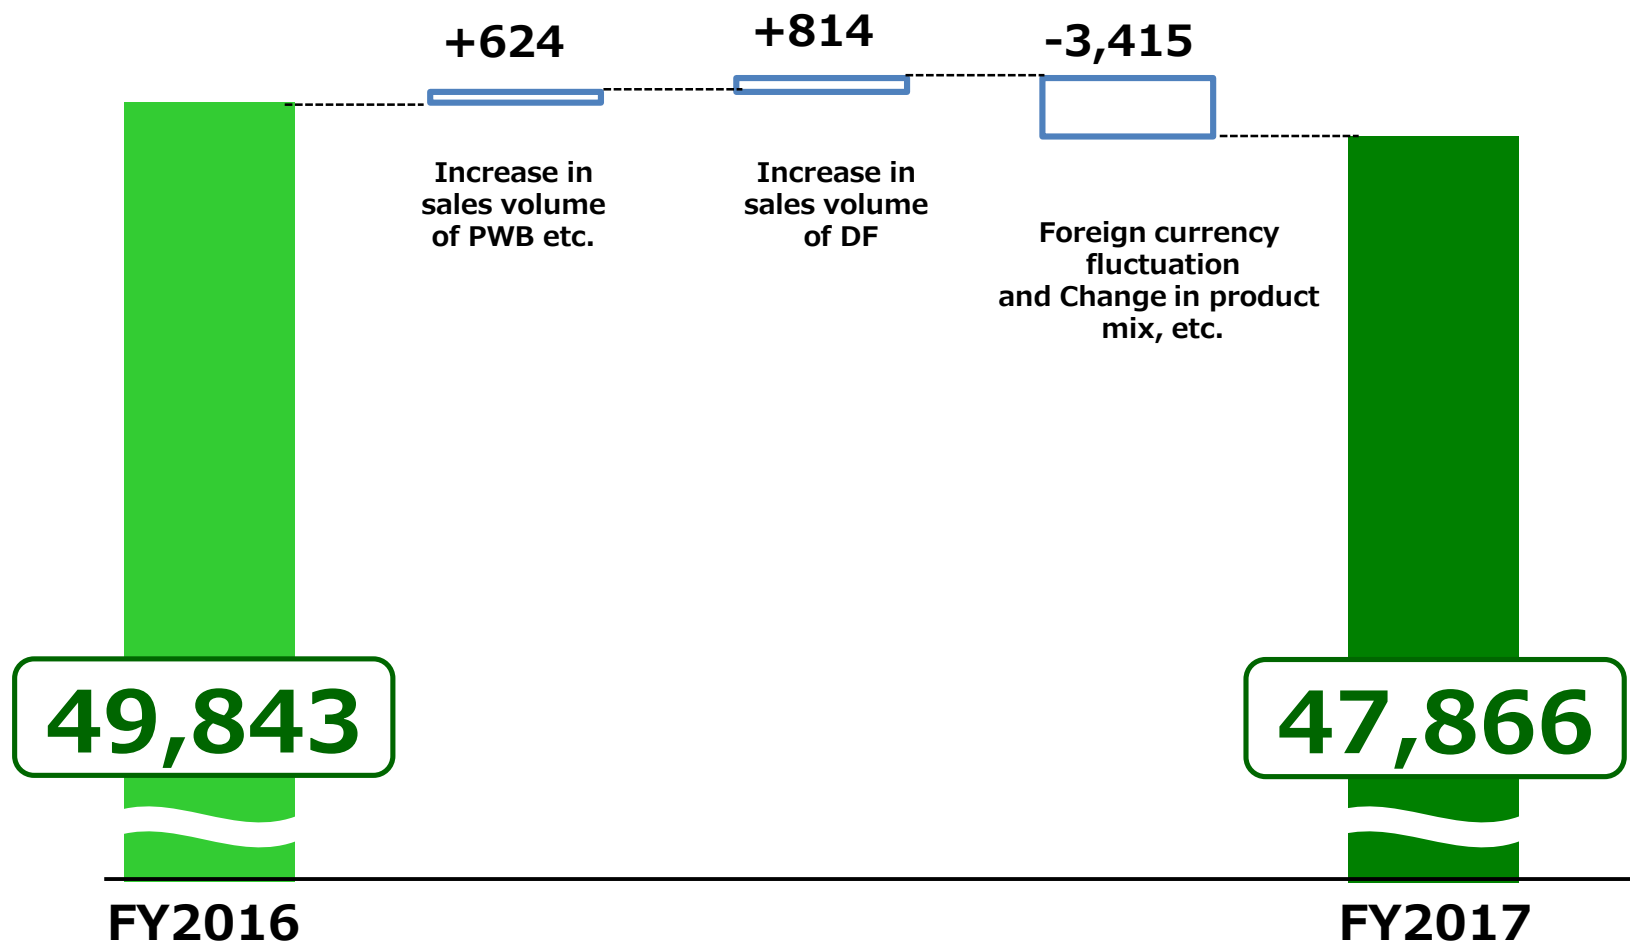 +624
+814
-3,415
Increase in
sales volume
of PWB etc.
Increase in
sales volume
of DF
Foreign currency
fluctuation
and Change in product
mix, etc.
49,843
47,866
FY2016
FY2017